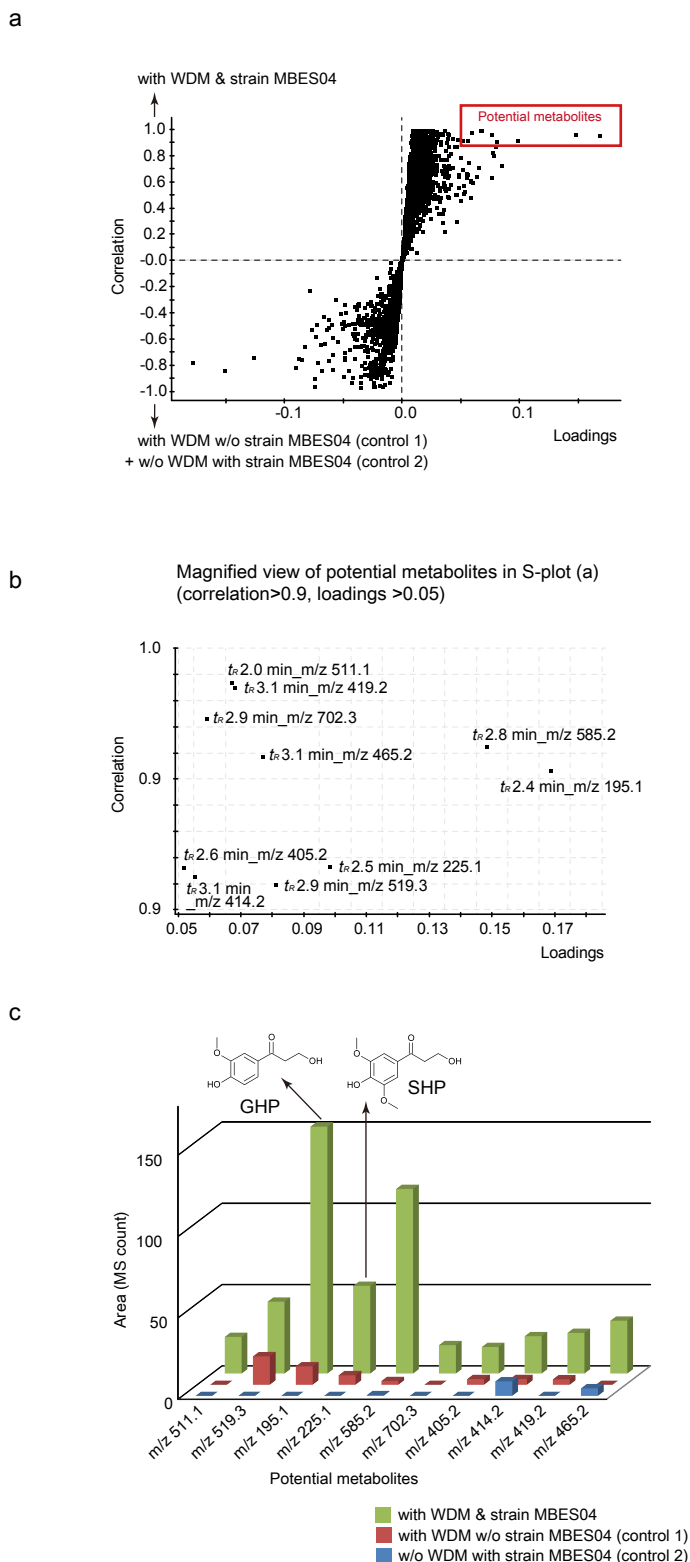 a
with WDM & strain MBES04
Potential metabolites
1.0
0.8
0.6
0.4
0.2
-0.0
-0.2
-0.4
-0.6
-0.8
-1.0
Correlation
-0.1
0.0
0.1
Loadings
with WDM w/o strain MBES04 (control 1)
+ w/o WDM with strain MBES04 (control 2)
b
Magnified view of potential metabolites in S-plot (a)
(correlation>0.9, loadings >0.05)
1.0
0.9
0.9
Correlation
tR 2.0 min_m/z 511.1
tR 3.1 min_m/z 419.2
tR 2.9 min_m/z 702.3
tR 2.8 min_m/z 585.2
tR 3.1 min_m/z 465.2
tR 2.4 min_m/z 195.1
tR 2.6 min_m/z 405.2
tR 2.5 min_m/z 225.1
tR 3.1 min
_m/z 414.2
tR 2.9 min_m/z 519.3
0.05
0.07
0.09
0.11
0.13
0.15
0.17
Loadings
c
O
O
OH
HO
GHP
O
O
OH
HO
O
SHP
150
100
50
0
Area (MS count)
m/z 511.1
m/z 519.3
m/z 195.1
m/z 225.1
m/z 585.2
m/z 702.3
m/z 405.2
m/z 414.2
m/z 419.2
m/z 465.2
Potential metabolites
with WDM & strain MBES04
with WDM w/o strain MBES04 (control 1)
w/o WDM with strain MBES04 (control 2)